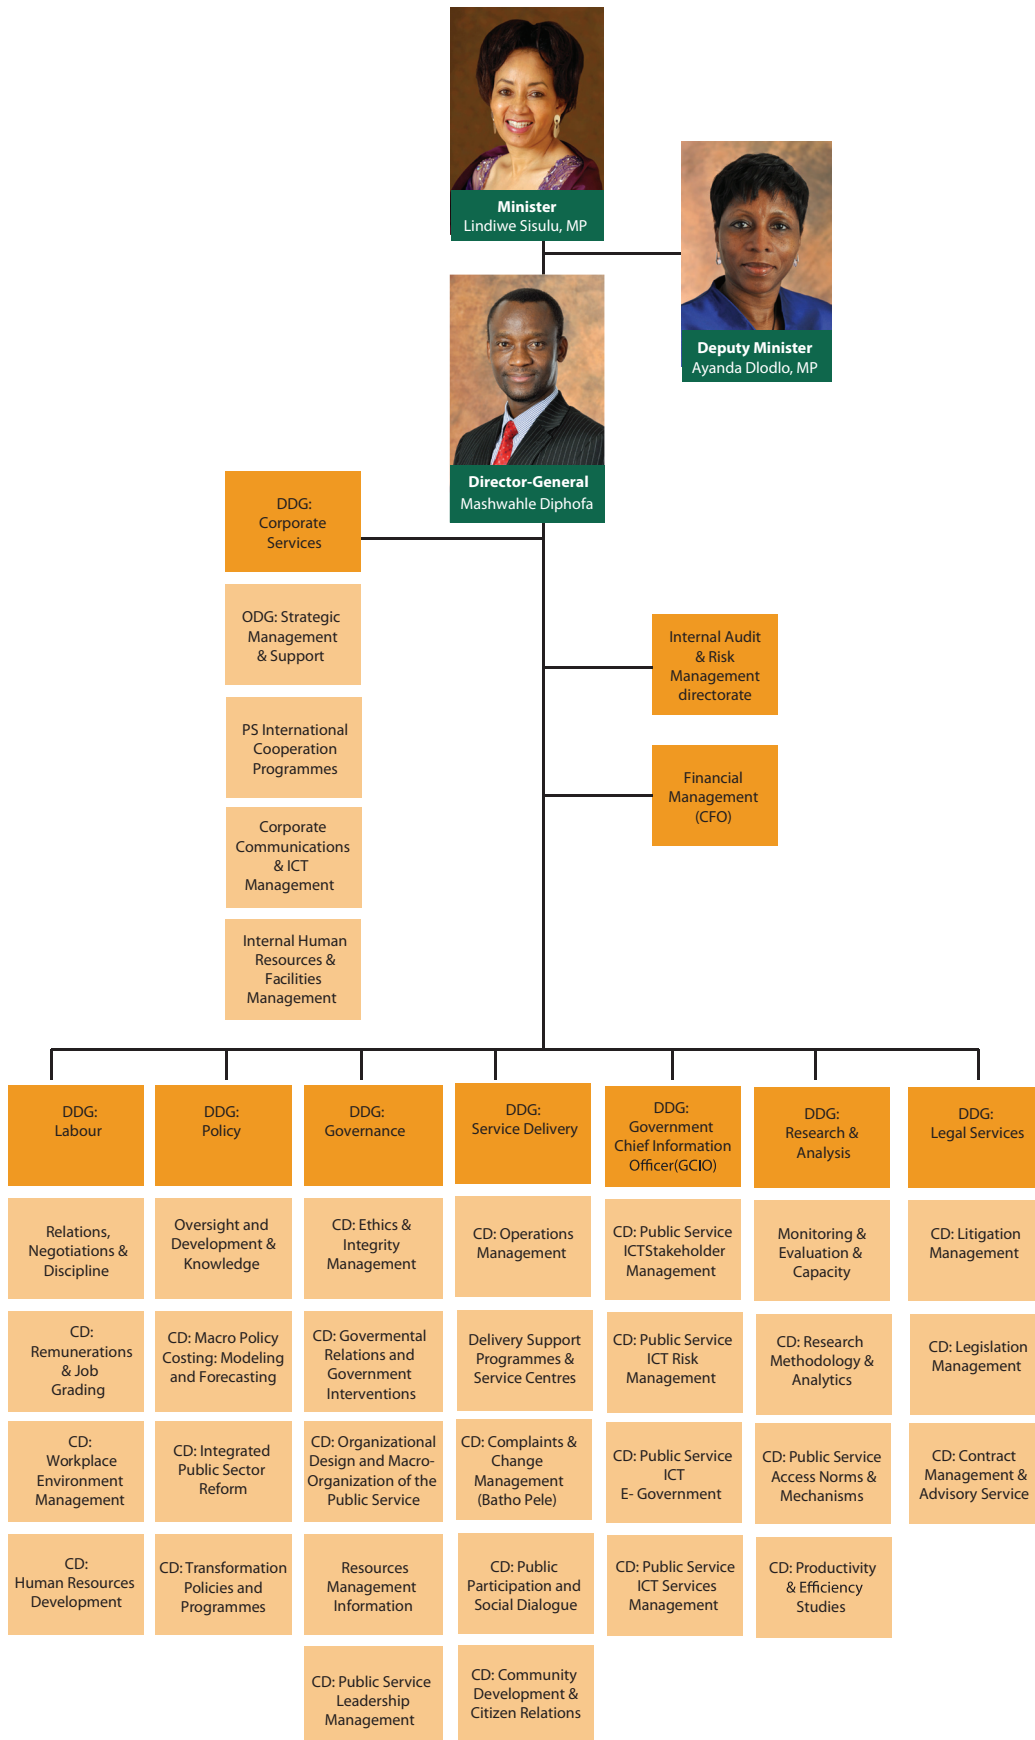 Minister
Lindiwe Sisulu, MP
Deputy Minister
Ayanda Dlodlo, MP
Director-General
Mashwahle Diphofa
DDG:
Corporate
Services
ODG: Strategic
Management
& Support
PS International
Cooperation
Programmes
Corporate
Communications
& ICT
Management
Internal Human
Resources &
Facilities
Management
Internal Audit
& Risk
Management
directorate
Financial
Management
(CFO)
DDG:
Labour
Relations,
Negotiations &
Discipline
CD:
Remunerations
& Job
Grading
CD:
Workplace
Environment
Management
CD:
Human Resources
Development
DDG:
Policy
Oversight and
Development &
Knowledge
CD: Macro Policy
Costing: Modeling
and Forecasting
CD: Integrated
Public Sector
Reform
CD: Transformation
Policies and
Programmes
DDG:
Governance
CD: Ethics &
Integrity
Management
CD: Govermental
Relations and
Government
Interventions
CD: Organizational
Design and Macro-
Organization of the
Public Service
Resources
Management
Information
CD: Public Service
Leadership
Management
DDG:
Service Delivery
CD: Operations
Management
Delivery Support
Programmes &
Service Centres
CD: Complaints &
Change
Management
(Batho Pele)
CD: Public
Participation and
Social Dialogue
CD: Community
Development &
Citizen Relations
DDG:
Government
Chief Information
Officer(GCIO)
CD: Public Service
ICTStakeholder
Management
CD: Public Service
ICT Risk
Management
CD: Public Service
ICT
E- Government
CD: Public Service
ICT Services
Management
DDG:
Research &
Analysis
Monitoring &
Evaluation &
Capacity
CD: Research
Methodology &
Analytics
CD: Public Service
Access Norms &
Mechanisms
CD: Productivity
& Efficiency
Studies
DDG:
Legal Services
CD: Litigation
Management
CD: Legislation
Management
CD: Contract
Management &
Advisory Service